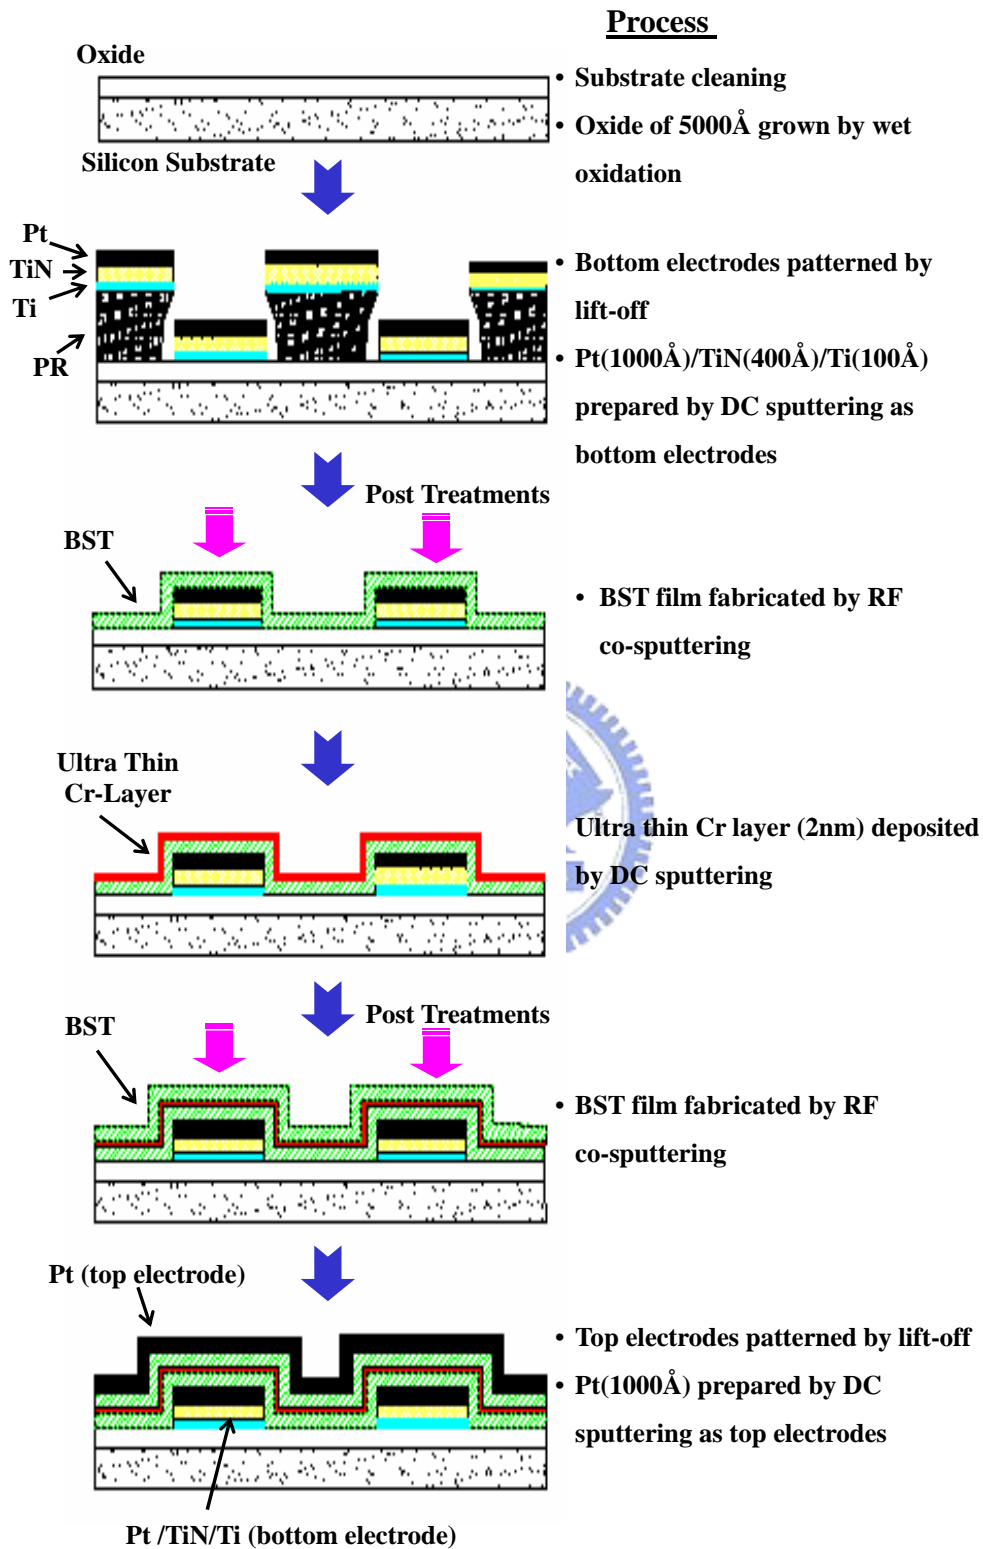 Process
Oxide
• Substrate cleaning
• Oxide of 5000Å grown by wet
oxidation
Silicon Substrate
Pt
TiN
Ti
PR
• Bottom electrodes patterned by
lift-off
• Pt(1000Å)/TiN(400Å)/Ti(100Å)
prepared by DC sputtering as
bottom electrodes
Post Treatments
BST
• BST film fabricated by RF
co-sputtering
Ultra Thin
Cr-Layer
Ultra thin Cr layer (2nm) deposited
by DC sputtering
Post Treatments
BST
• BST film fabricated by RF
co-sputtering
Pt (top electrode)
• Top electrodes patterned by lift-off
• Pt(1000Å) prepared by DC
sputtering as top electrodes
Pt /TiN/Ti (bottom electrode)